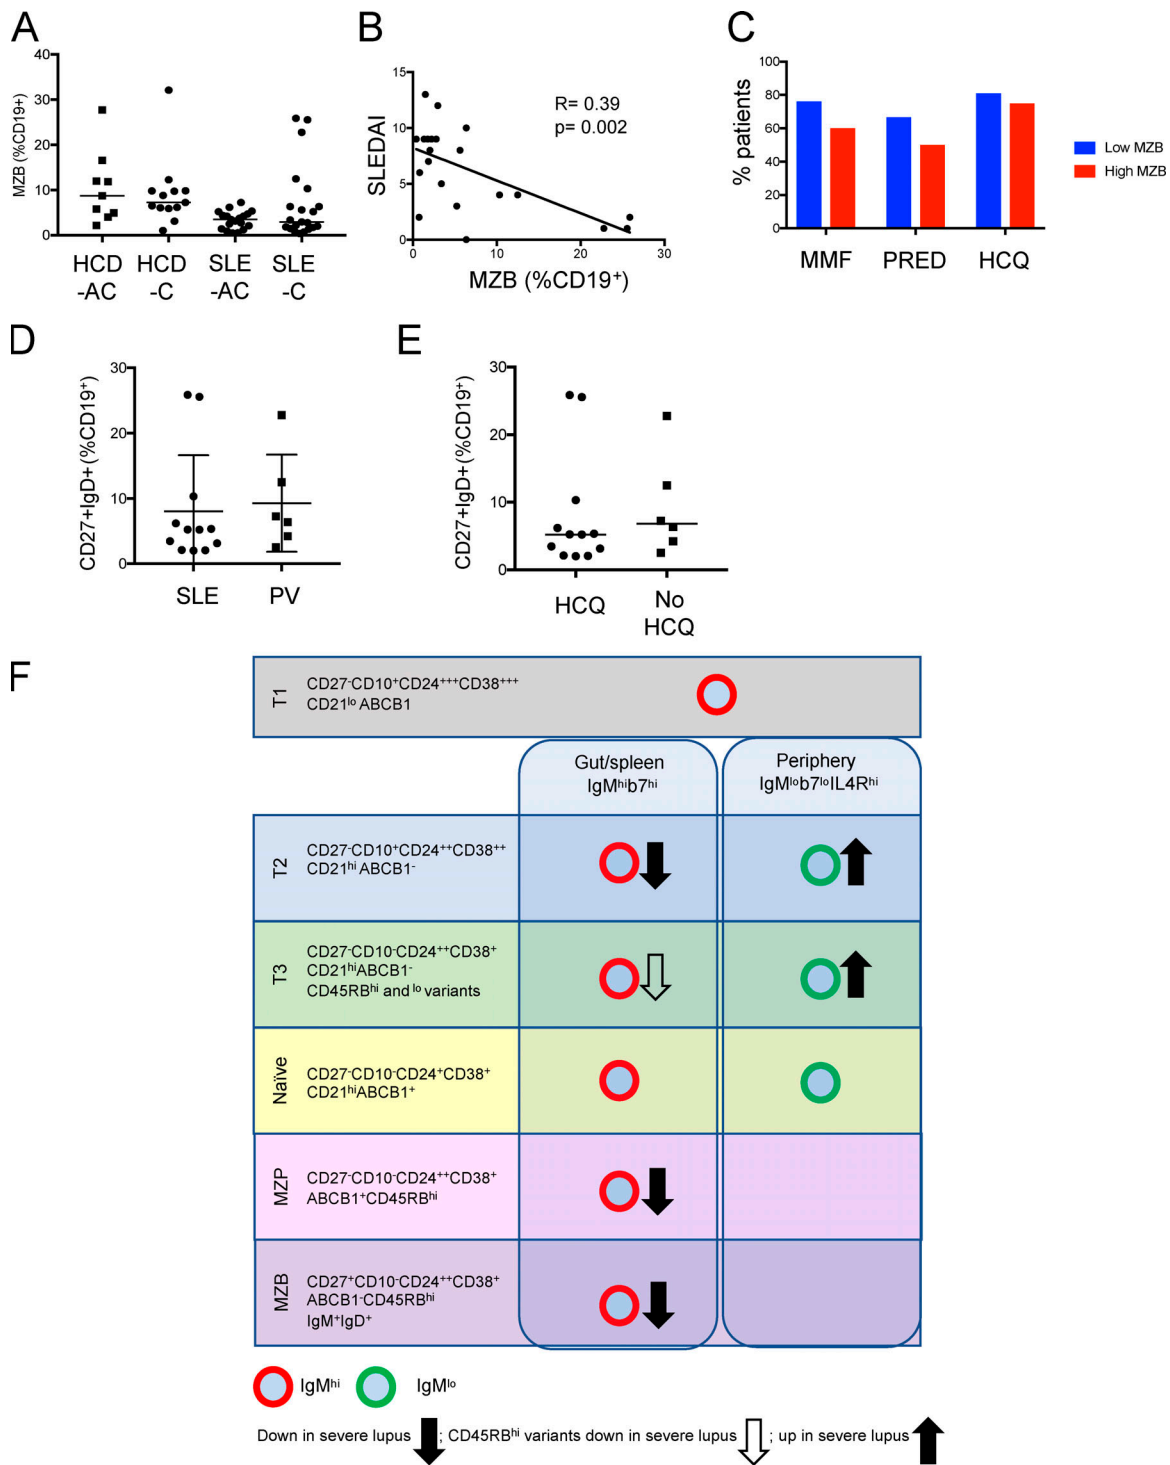 A
MZB (%CD19+)
40
30
20
10
0
HCD
-AC
HCD
-C
SLE
-AC
SLE
-C
B
SLEDAI
15
10
5
0
R= 0.39
p= 0.002
0
10
20
30
MZB (%CD19⁺)
C
% patients
100
80
60
40
20
0
MMF
PRED
HCQ
Low MZB
High MZB
D
CD27+IgD+ (%CD19⁺)
30
20
10
0
SLE
PV
E
CD27+IgD+ (%CD19⁺)
30
20
10
0
HCQ
No
HCQ
F
T1
CD27⁻CD10⁺CD24⁺⁺⁺CD38⁺⁺⁺
CD21ˡᵒ ABCB1
Gut/spleen
IgMʰⁱb7ʰⁱ
Periphery
IgMˡᵒb7ˡᵒIL4Rʰⁱ
T2
CD27⁻CD10⁺CD24⁺⁺CD38⁺⁺
CD21ʰⁱ ABCB1⁻
T3
CD27⁻CD10⁻CD24⁺⁺CD38⁺
CD21ʰⁱABCB1⁻
CD45RBʰⁱ and ˡᵒ variants
Naïve
CD27⁻CD10⁻CD24⁺CD38⁺
CD21ʰⁱABCB1⁺
MZP
CD27⁻CD10⁻CD24⁺⁺CD38⁺
ABCB1⁺CD45RBʰⁱ
MZB
CD27⁺CD10⁻CD24⁺⁺CD38⁺
ABCB1⁻CD45RBʰⁱ
IgM⁺IgD⁺
IgMʰⁱ
IgMˡᵒ
Down in severe lupus ; CD45RBʰⁱ variants down in severe lupus ; up in severe lupus